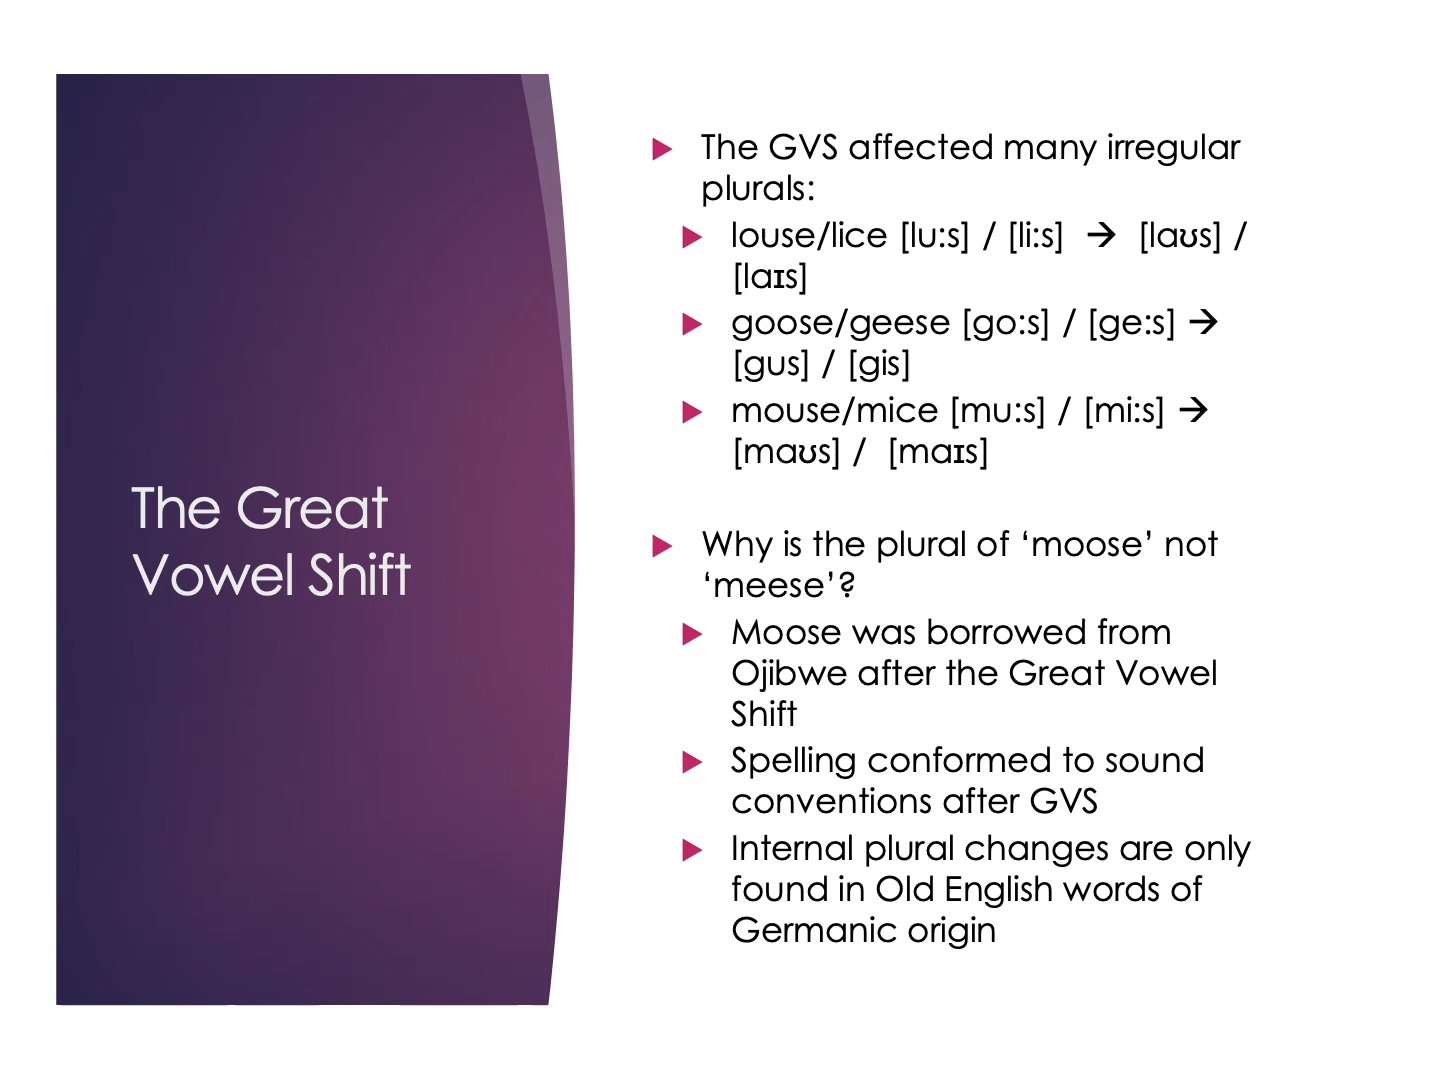 The Great
Vowel Shift
The GVS affected many irregular
plurals:
louse/lice [lu:s] / [li:s] → [laʊs] /
[laɪs]
goose/geese [go:s] / [ge:s] →
[gus] / [gis]
mouse/mice [mu:s] / [mi:s] →
[maʊs] / [maɪs]
Why is the plural of ‘moose’ not
‘meese’?
Moose was borrowed from
Ojibwe after the Great Vowel
Shift
Spelling conformed to sound
conventions after GVS
Internal plural changes are only
found in Old English words of
Germanic origin